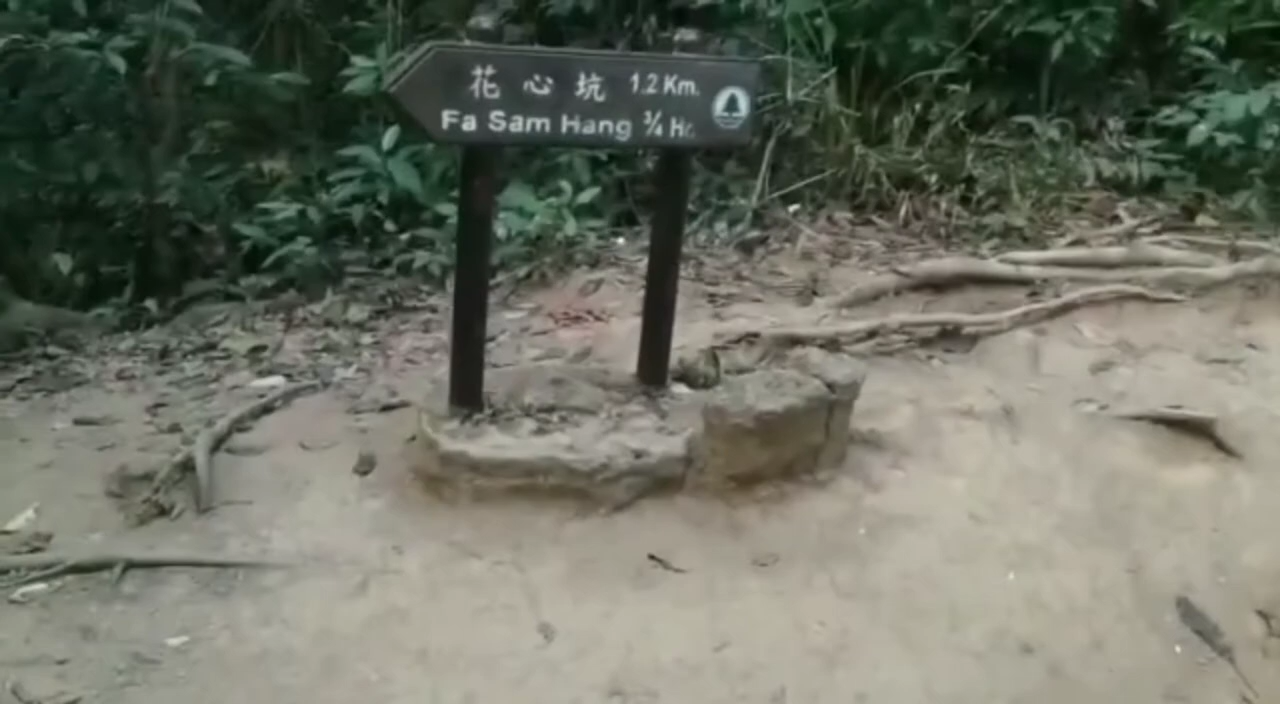 花心坑 1.2 Km.
Fa Sam Hang ¾ Hr.